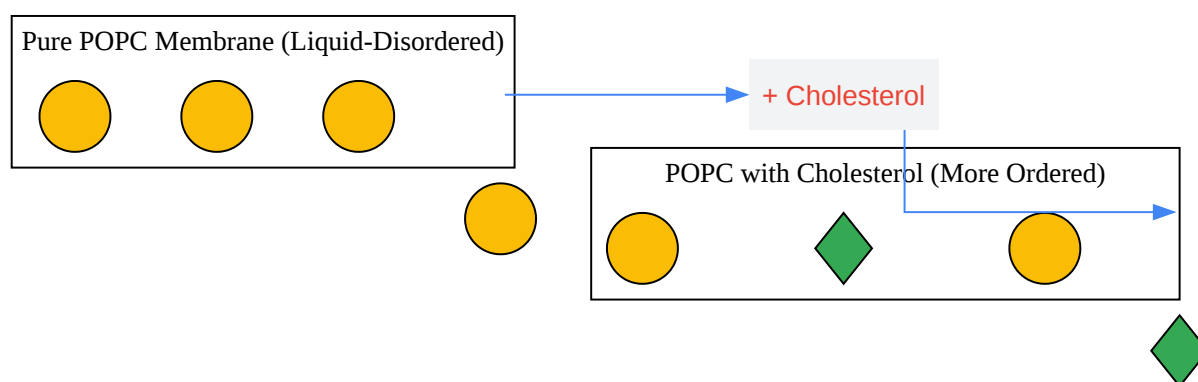 Pure POPC Membrane (Liquid-Disordered)
+ Cholesterol
POPC with Cholesterol (More Ordered)